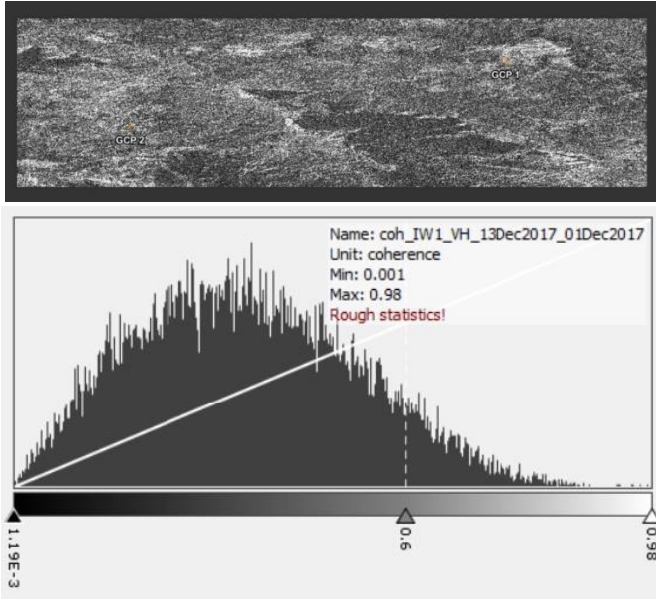 GCP 1
GCP 2
Name: coh_IW1_VH_13Dec2017_01Dec2017
Unit: coherence
Min: 0.001
Max: 0.98
Rough statistics!
1.19E-3
0.6
0.98